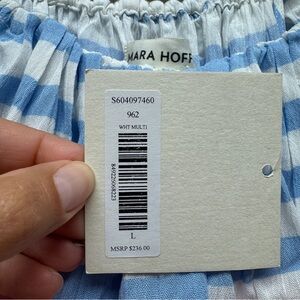 MARA HOFF
S604097460
962
WHT MULTI
L
MSRP $236.00